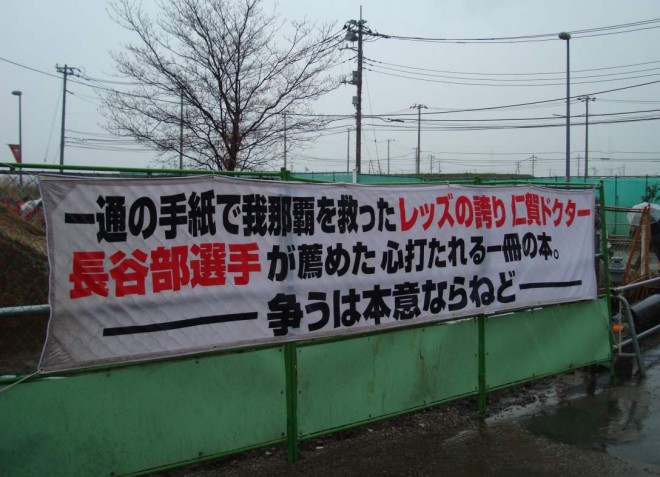 一通の手紙で我那覇を救ったレッズの誇り 仁賀ドクター
長谷部選手が薦めた 心打たれる一冊の本。
―― 争うは本意ならねど ――